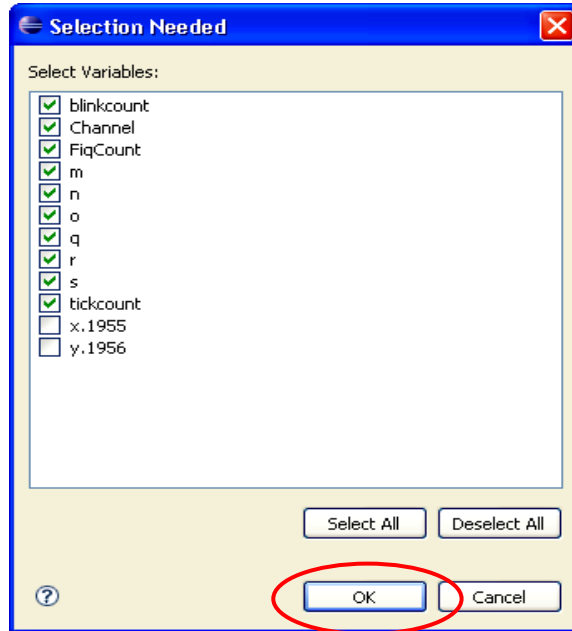 Selection Needed
Select Variables:
blinkcount
Channel
FiqCount
m
n
o
q
r
s
tickcount
x.1955
y.1956
Select All Deselect All
? OK Cancel